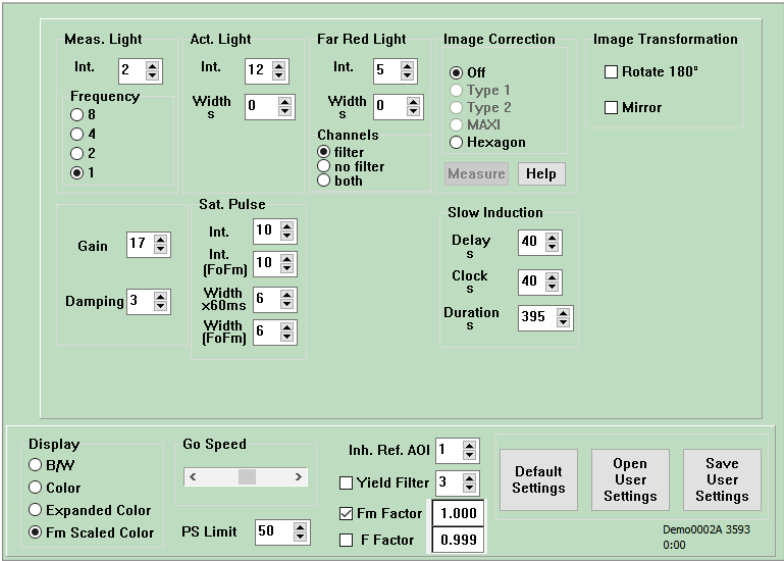 Meas. Light
Int. 2
Frequency
8
4
2
1
Act. Light
Int. 12
Width
s 0
Far Red Light
Int. 5
Width
s 0
Channels
filter
no filter
both
Image Correction
Off
Type 1
Type 2
MAXI
Hexagon
Measure Help
Image Transformation
Rotate 180°
Mirror
Gain 17
Damping 3
Sat. Pulse
Int. 10
Int.
(FoFm) 10
Width
x60ms 6
Width
(FoFm) 6
Slow Induction
Delay
s 40
Clock
s 40
Duration
s 395
Display
B/W
Color
Expanded Color
Fm Scaled Color
Go Speed
PS Limit 50
Inh. Ref. AOI 1
Yield Filter 3
Fm Factor 1.000
F Factor 0.999
Default
Settings
Open
User
Settings
Save
User
Settings
Demo0002A 3593
0:00